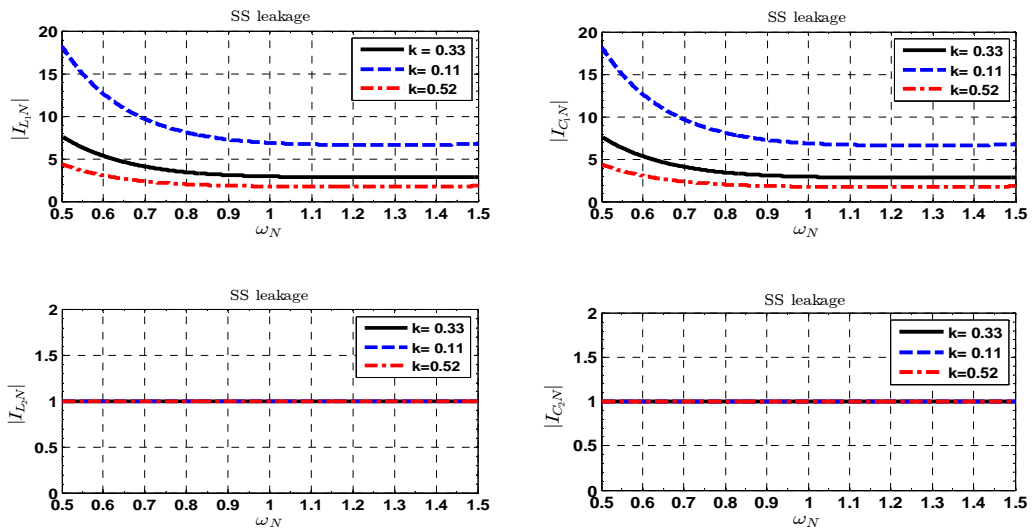 SS leakage
20
15
10
5
0
|I_{L_1N}|
k = 0.33
k= 0.11
k=0.52
0.5 0.6 0.7 0.8 0.9 1 1.1 1.2 1.3 1.4 1.5
ω_N
SS leakage
20
15
10
5
0
|I_{C_1N}|
k= 0.33
k= 0.11
k=0.52
0.5 0.6 0.7 0.8 0.9 1 1.1 1.2 1.3 1.4 1.5
ω_N
SS leakage
2
1.5
1
0.5
0
|I_{L_2N}|
k= 0.33
k= 0.11
k=0.52
0.5 0.6 0.7 0.8 0.9 1 1.1 1.2 1.3 1.4 1.5
ω_N
SS leakage
2
1.5
1
0.5
0
|I_{C_2N}|
k= 0.33
k= 0.11
k=0.52
0.5 0.6 0.7 0.8 0.9 1 1.1 1.2 1.3 1.4 1.5
ω_N